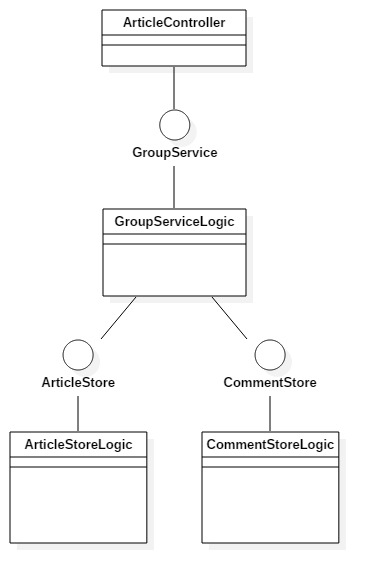 ArticleController
GroupService
GroupServiceLogic
ArticleStore
CommentStore
ArticleStoreLogic
CommentStoreLogic